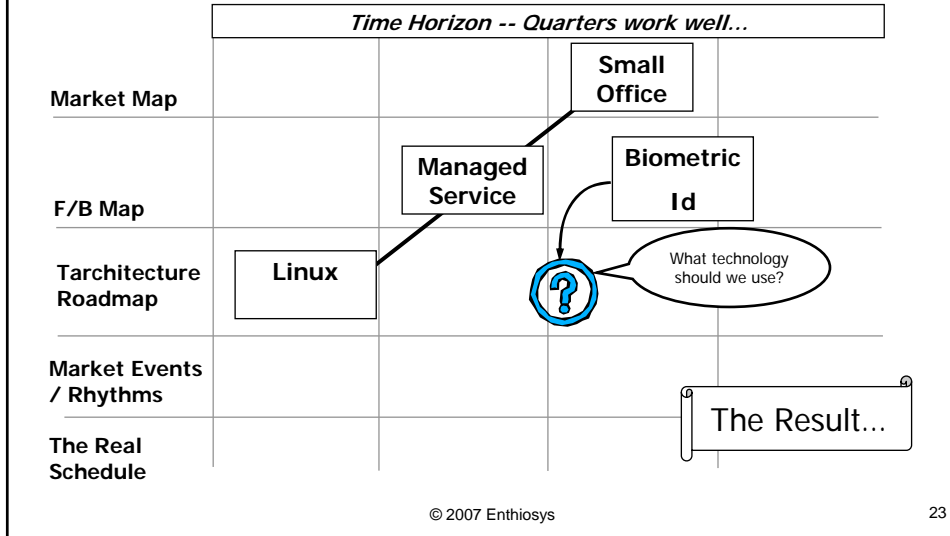 Time Horizon -- Quarters work well...
Small
Office
Market Map
Managed
Service
Biometric
Id
F/B Map
Tarchitecture
Roadmap
Linux
?
What technology
should we use?
Market Events
/ Rhythms
The Result...
The Real
Schedule
© 2007 Enthiosys
23